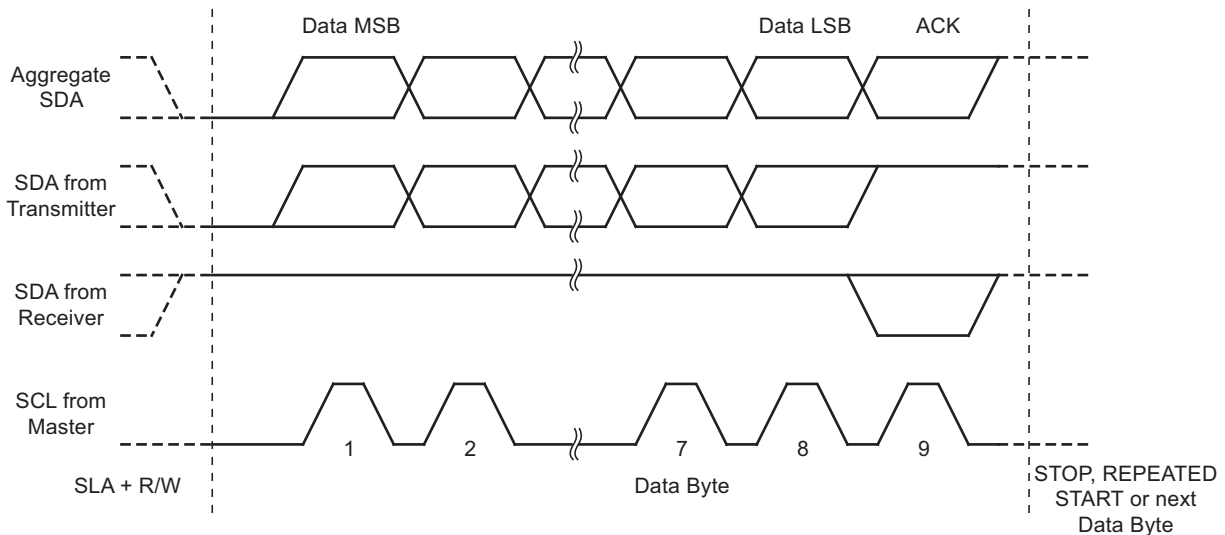 Data MSB
Data LSB
ACK
Aggregate
SDA
SDA from
Transmitter
SDA from
Receiver
SCL from
Master
1
2
7
8
9
SLA + R/W
Data Byte
STOP, REPEATED
START or next
Data Byte